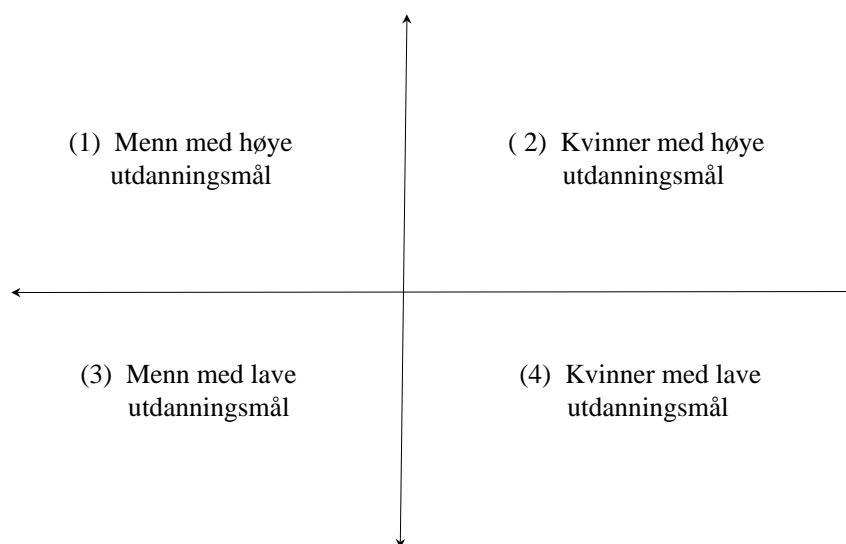 (1) Menn med høye
utdanningsmål
( 2) Kvinner med høye
utdanningsmål
(3) Menn med lave
utdanningsmål
(4) Kvinner med lave
utdanningsmål